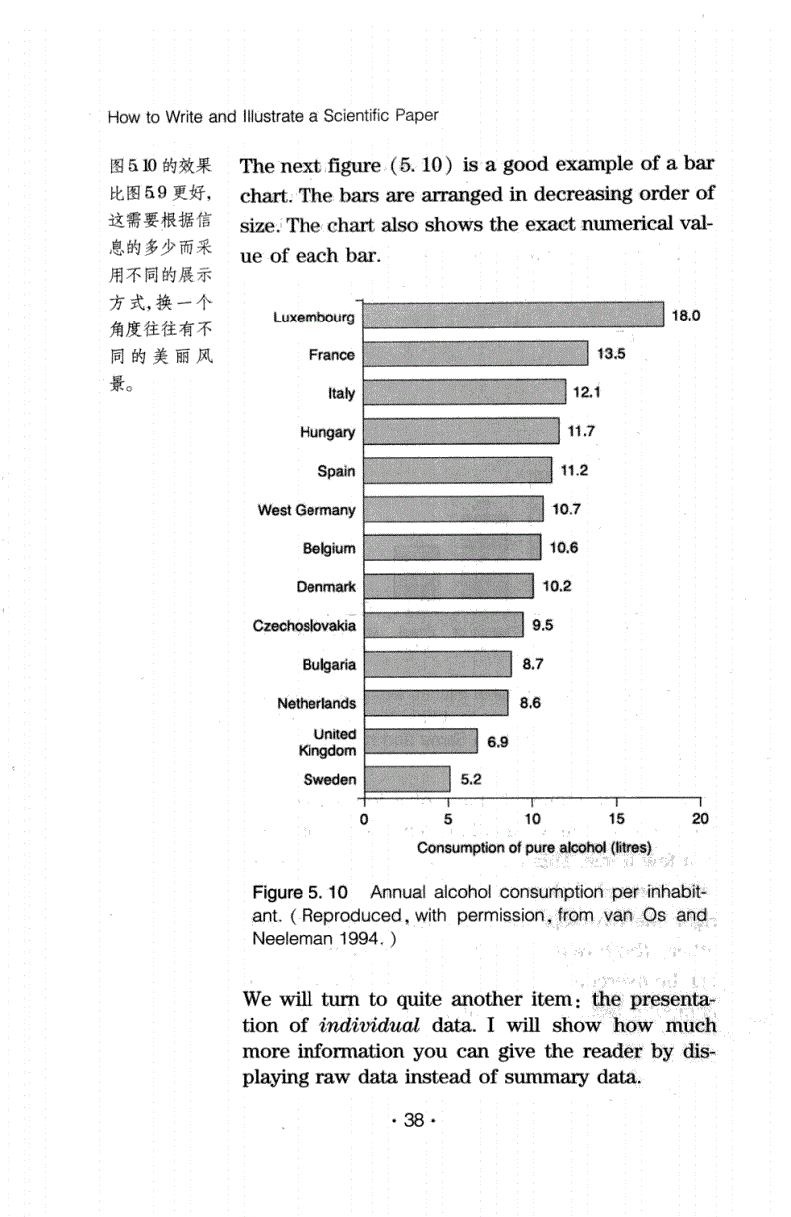 How to Write and Illustrate a Scientific Paper
图5.10的效果
比图5.9更好,
这需要根据信
息的多少而采
用不同的展示
方式,换一个
角度往往有不
同的美丽风
景。
The next figure (5. 10) is a good example of a bar
chart. The bars are arranged in decreasing order of
size. The chart also shows the exact numerical val-
ue of each bar.
Luxembourg 18.0
France 13.5
Italy 12.1
Hungary 11.7
Spain 11.2
West Germany 10.7
Belgium 10.6
Denmark 10.2
Czechoslovakia 9.5
Bulgaria 8.7
Netherlands 8.6
United
Kingdom 6.9
Sweden 5.2
0 5 10 15 20
Consumption of pure alcohol (litres)
Figure 5. 10 Annual alcohol consumption per inhabit-
ant. (Reproduced, with permission, from van Os and
Neeleman 1994. )
We will turn to quite another item: the presenta-
tion of individual data. I will show how much
more information you can give the reader by dis-
playing raw data instead of summary data.
· 38 ·